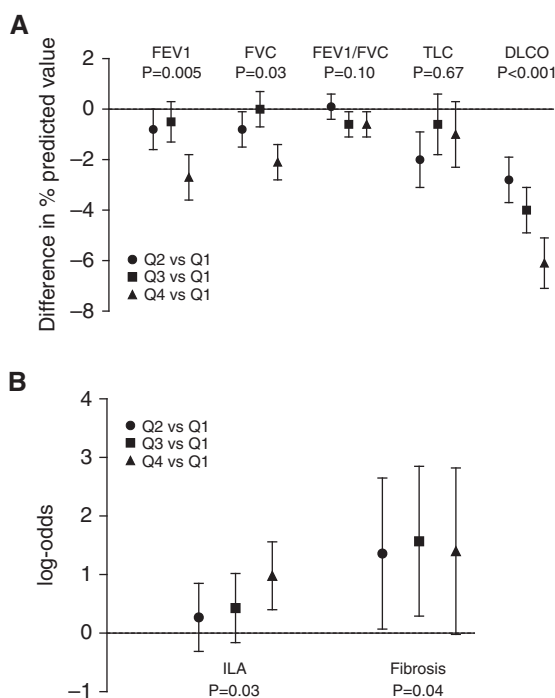 A
FEV1 FVC FEV1/FVC TLC DLCO
P=0.005 P=0.03 P=0.10 P=0.67 P<0.001
Difference in % predicted value
2
0
−2
−4
−6
−8
Q2 vs Q1
Q3 vs Q1
Q4 vs Q1
B
log-odds
4
3
2
1
0
−1
Q2 vs Q1
Q3 vs Q1
Q4 vs Q1
ILA Fibrosis
P=0.03 P=0.04